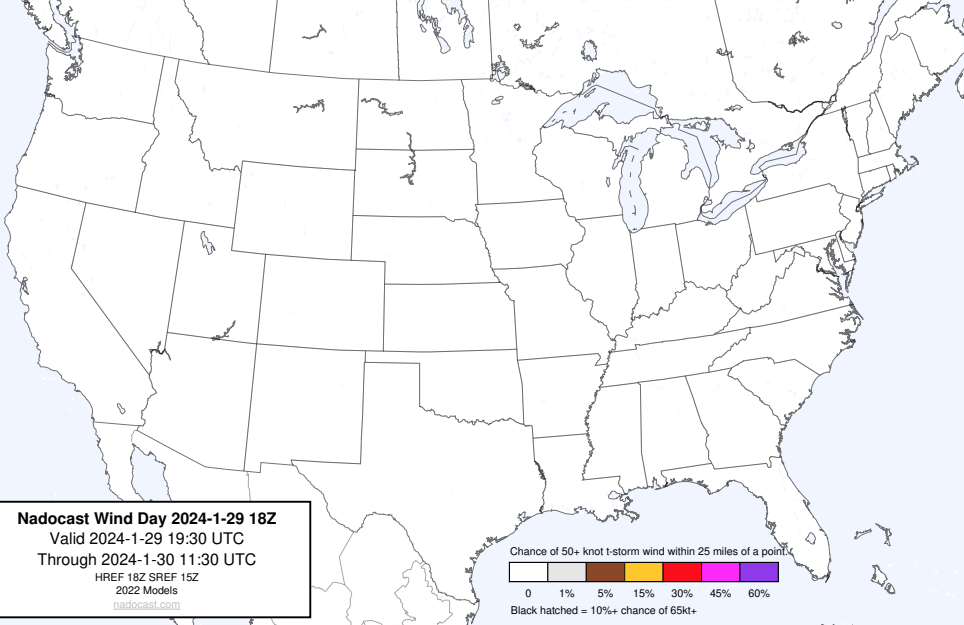 Nadocast Wind Day 2024-1-29 18Z
Valid 2024-1-29 19:30 UTC
Through 2024-1-30 11:30 UTC
HREF 18Z SREF 15Z
2022 Models
nadocast.com
Chance of 50+ knot t-storm wind within 25 miles of a point.
0 1% 5% 15% 30% 45% 60%
Black hatched = 10%+ chance of 65kt+